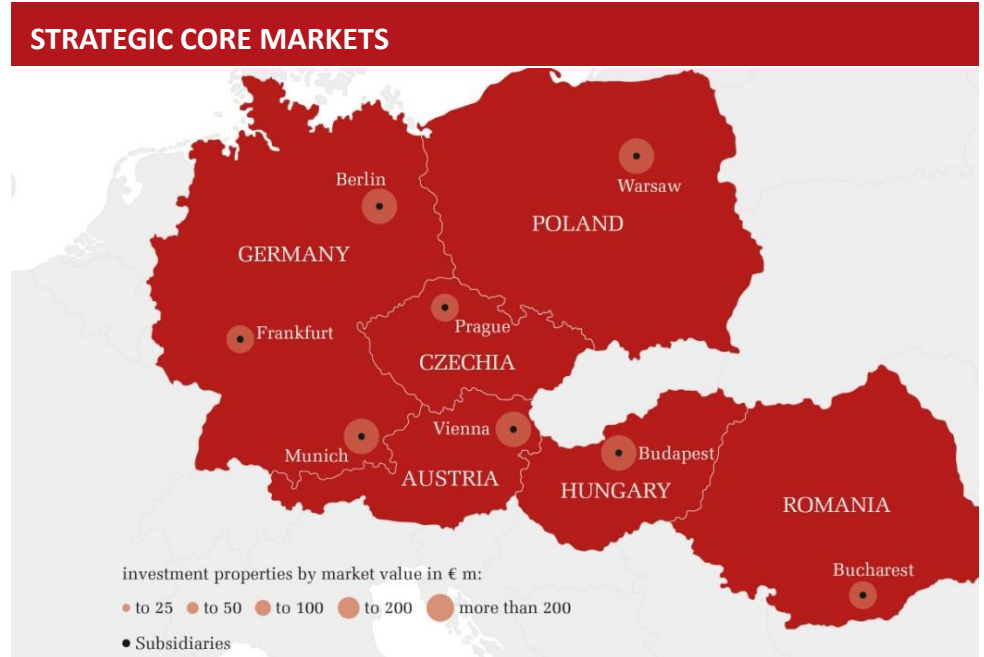 STRATEGIC CORE MARKETS
Berlin
Warsaw
POLAND
GERMANY
Prague
Frankfurt
CZECHIA
Vienna
Munich
Budapest
AUSTRIA
HUNGARY
ROMANIA
Bucharest
investment properties by market value in € m:
to 25 to 50 to 100 to 200 more than 200
Subsidiaries